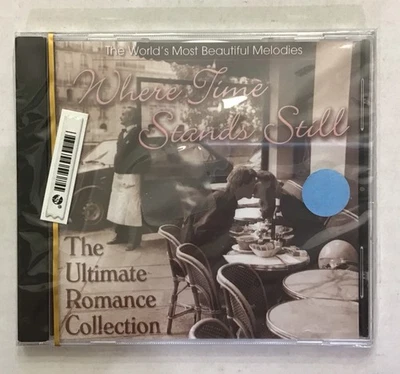 The World's Most Beautiful Melodies
Where Time
Stands Still
The
Ultimate
Romance
Collection